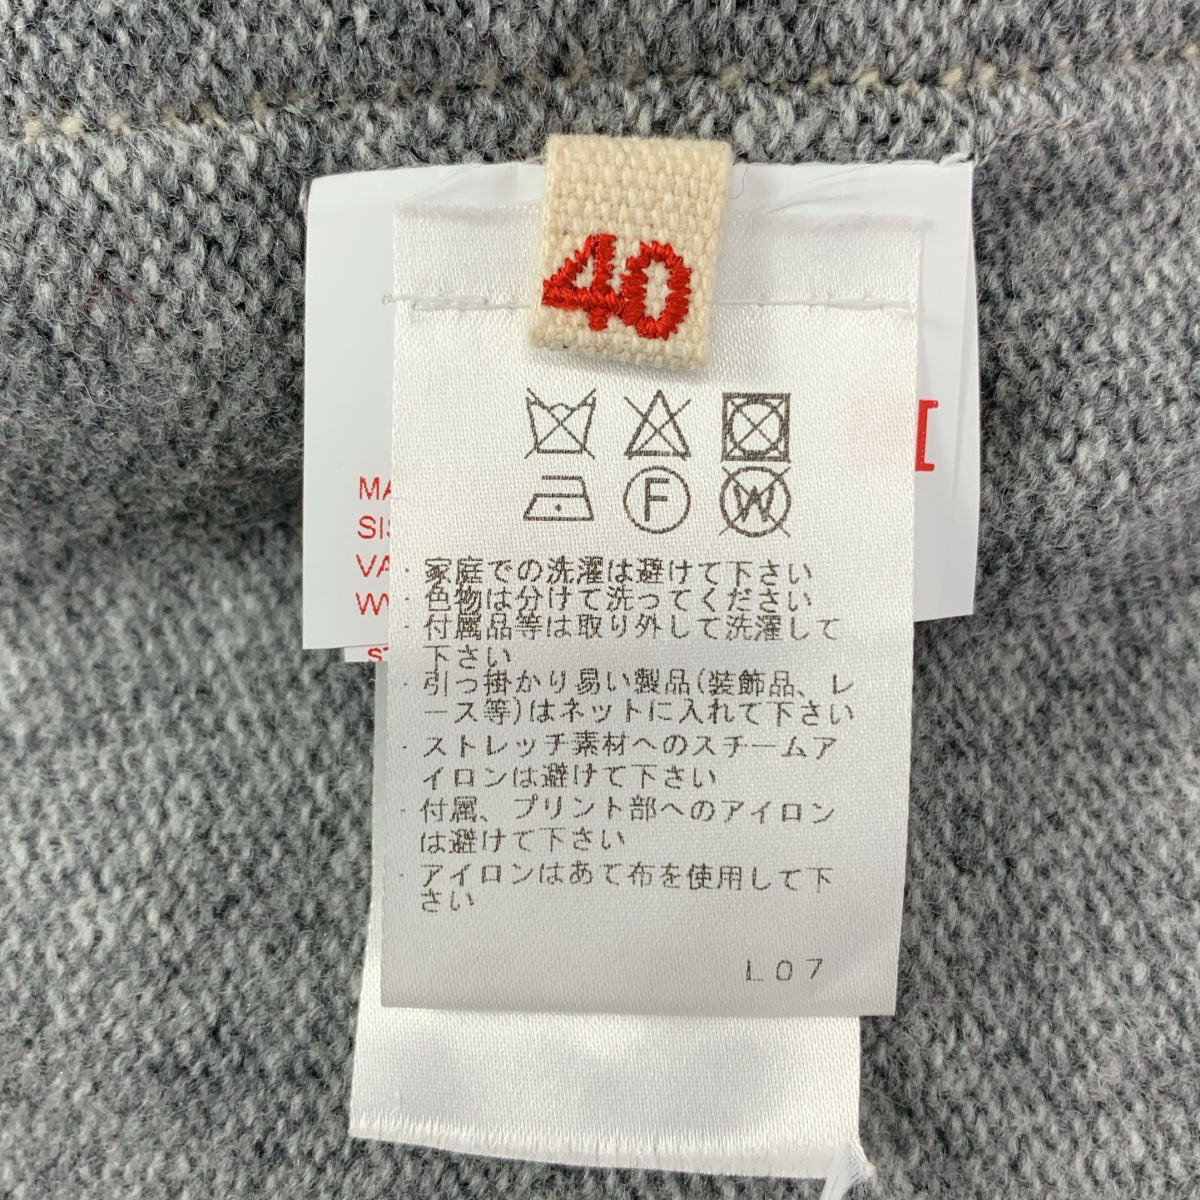 40
MA
SIS
VA
WV
ST
F
W
・家庭での洗濯は避けて下さい
・色物は分けて洗ってください
・付属品等は取り外して洗濯して
下さい
・引っ掛かり易い製品(装飾品、レ
ース等)はネットに入れて下さい
・ストレッチ素材へのスチームア
イロンは避けて下さい
・付属、プリント部へのアイロン
は避けて下さい
・アイロンはあて布を使用して下
さい
L07